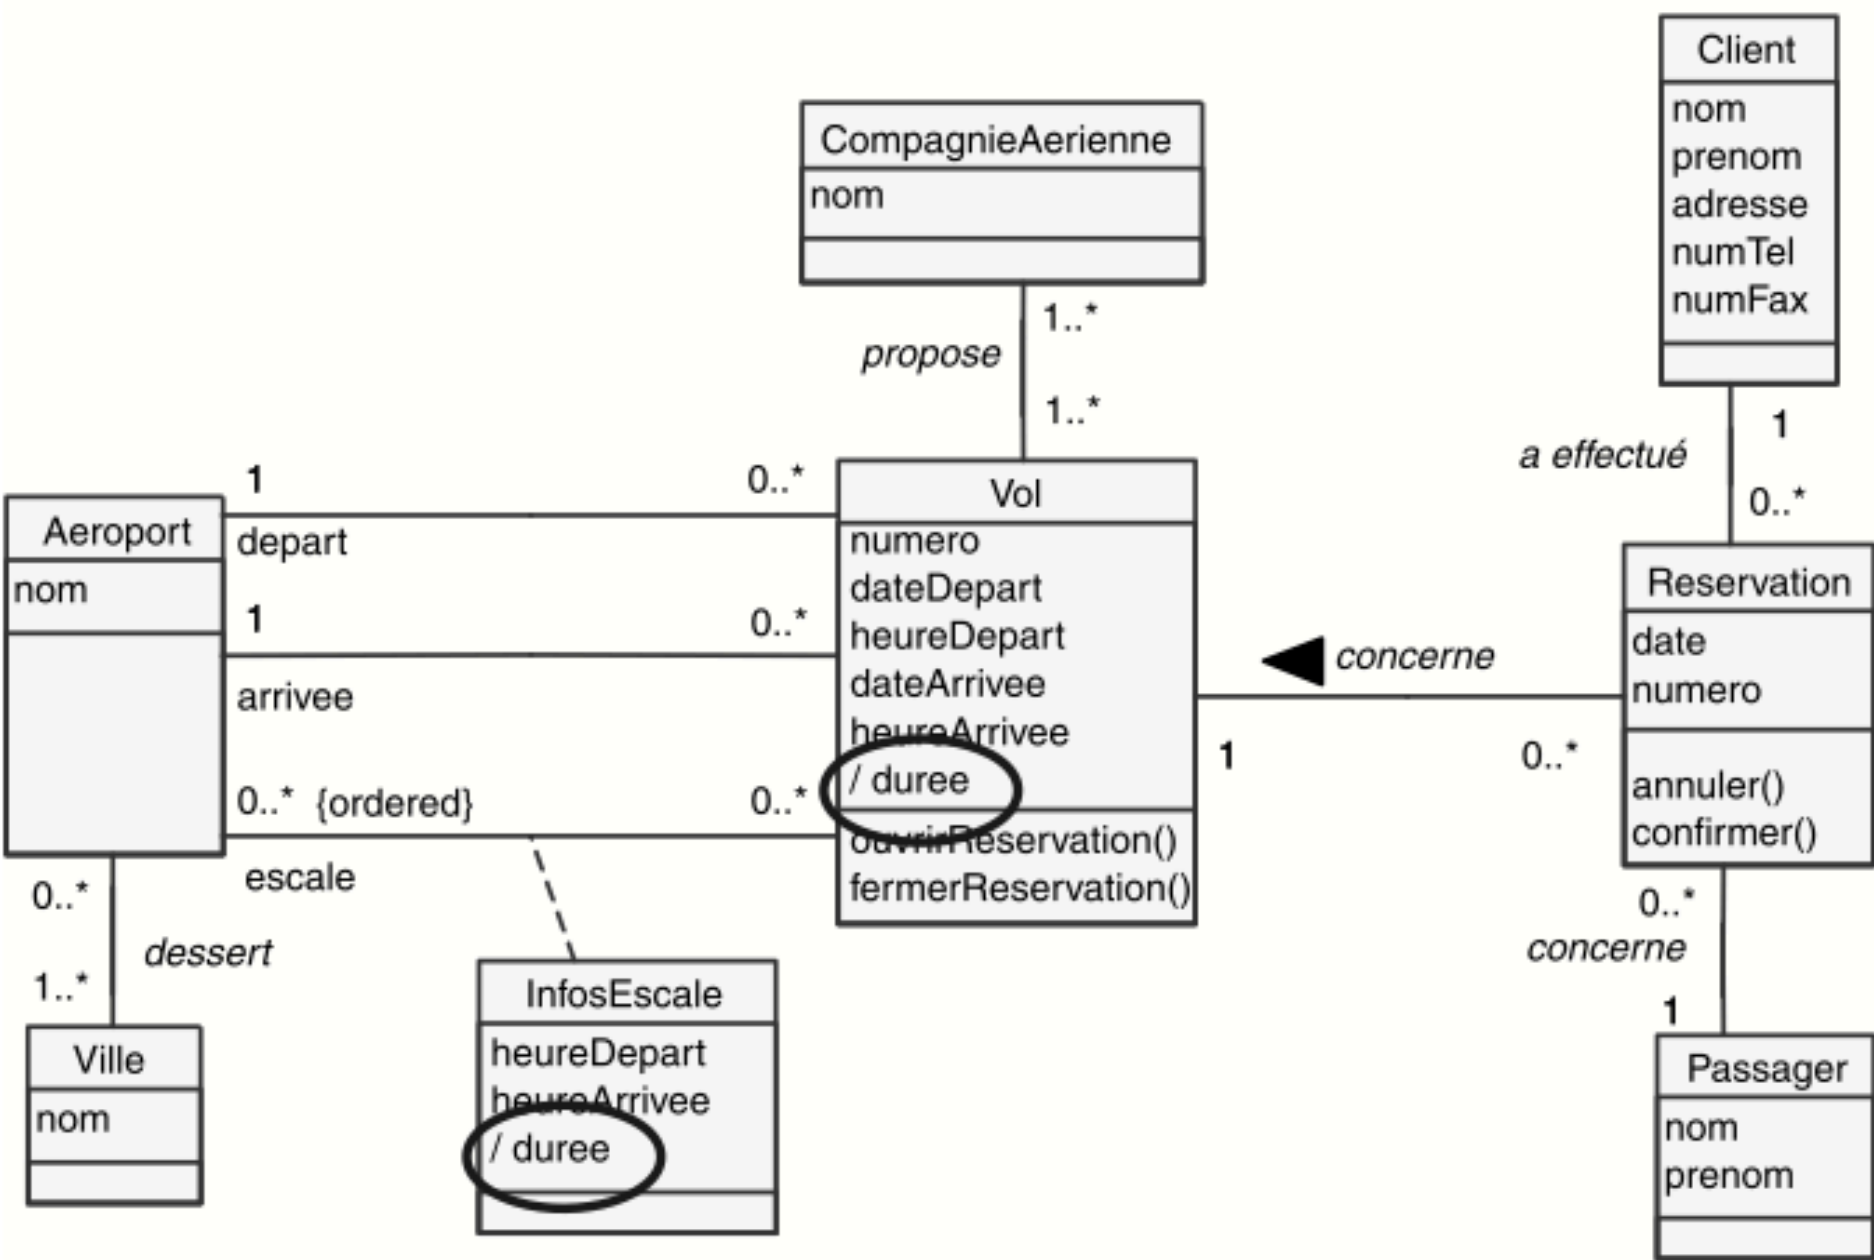 Client
nom
prenom
adresse
numTel
numFax
CompagnieAerienne
nom
1..*
propose
1..*
1
a effectué
0..*
Aeroport
nom
1
0..*
depart
1
0..*
arrivee
0..* {ordered}
0..*
escale
Vol
numero
dateDepart
heureDepart
dateArrivee
heureArrivee
/ duree
ouvrirReservation()
fermerReservation()
concerne
1
0..*
Reservation
date
numero
annuler()
confirmer()
0..*
dessert
1..*
Ville
nom
InfosEscale
heureDepart
heureArrivee
/ duree
0..*
concerne
1
Passager
nom
prenom